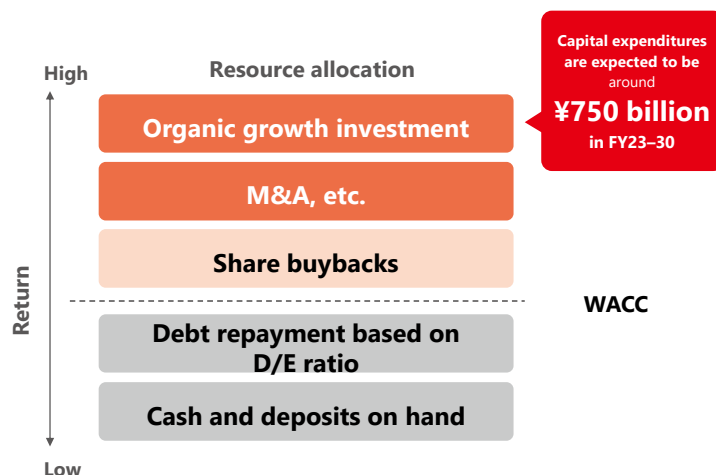 High
Resource allocation
Capital expenditures
are expected to be
around
¥750 billion
in FY23–30
Organic growth investment
M&A, etc.
Share buybacks
Return
WACC
Debt repayment based on
D/E ratio
Cash and deposits on hand
Low